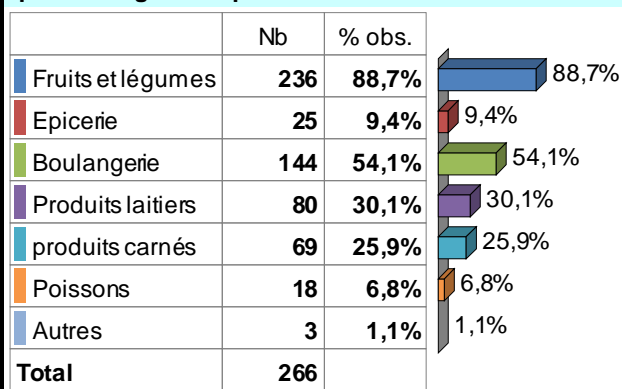 Nb % obs.
Fruits et légumes 236 88,7% 88,7%
Epicerie 25 9,4% 9,4%
Boulangerie 144 54,1% 54,1%
Produits laitiers 80 30,1% 30,1%
produits carnés 69 25,9% 25,9%
Poissons 18 6,8% 6,8%
Autres 3 1,1% 1,1%
Total 266